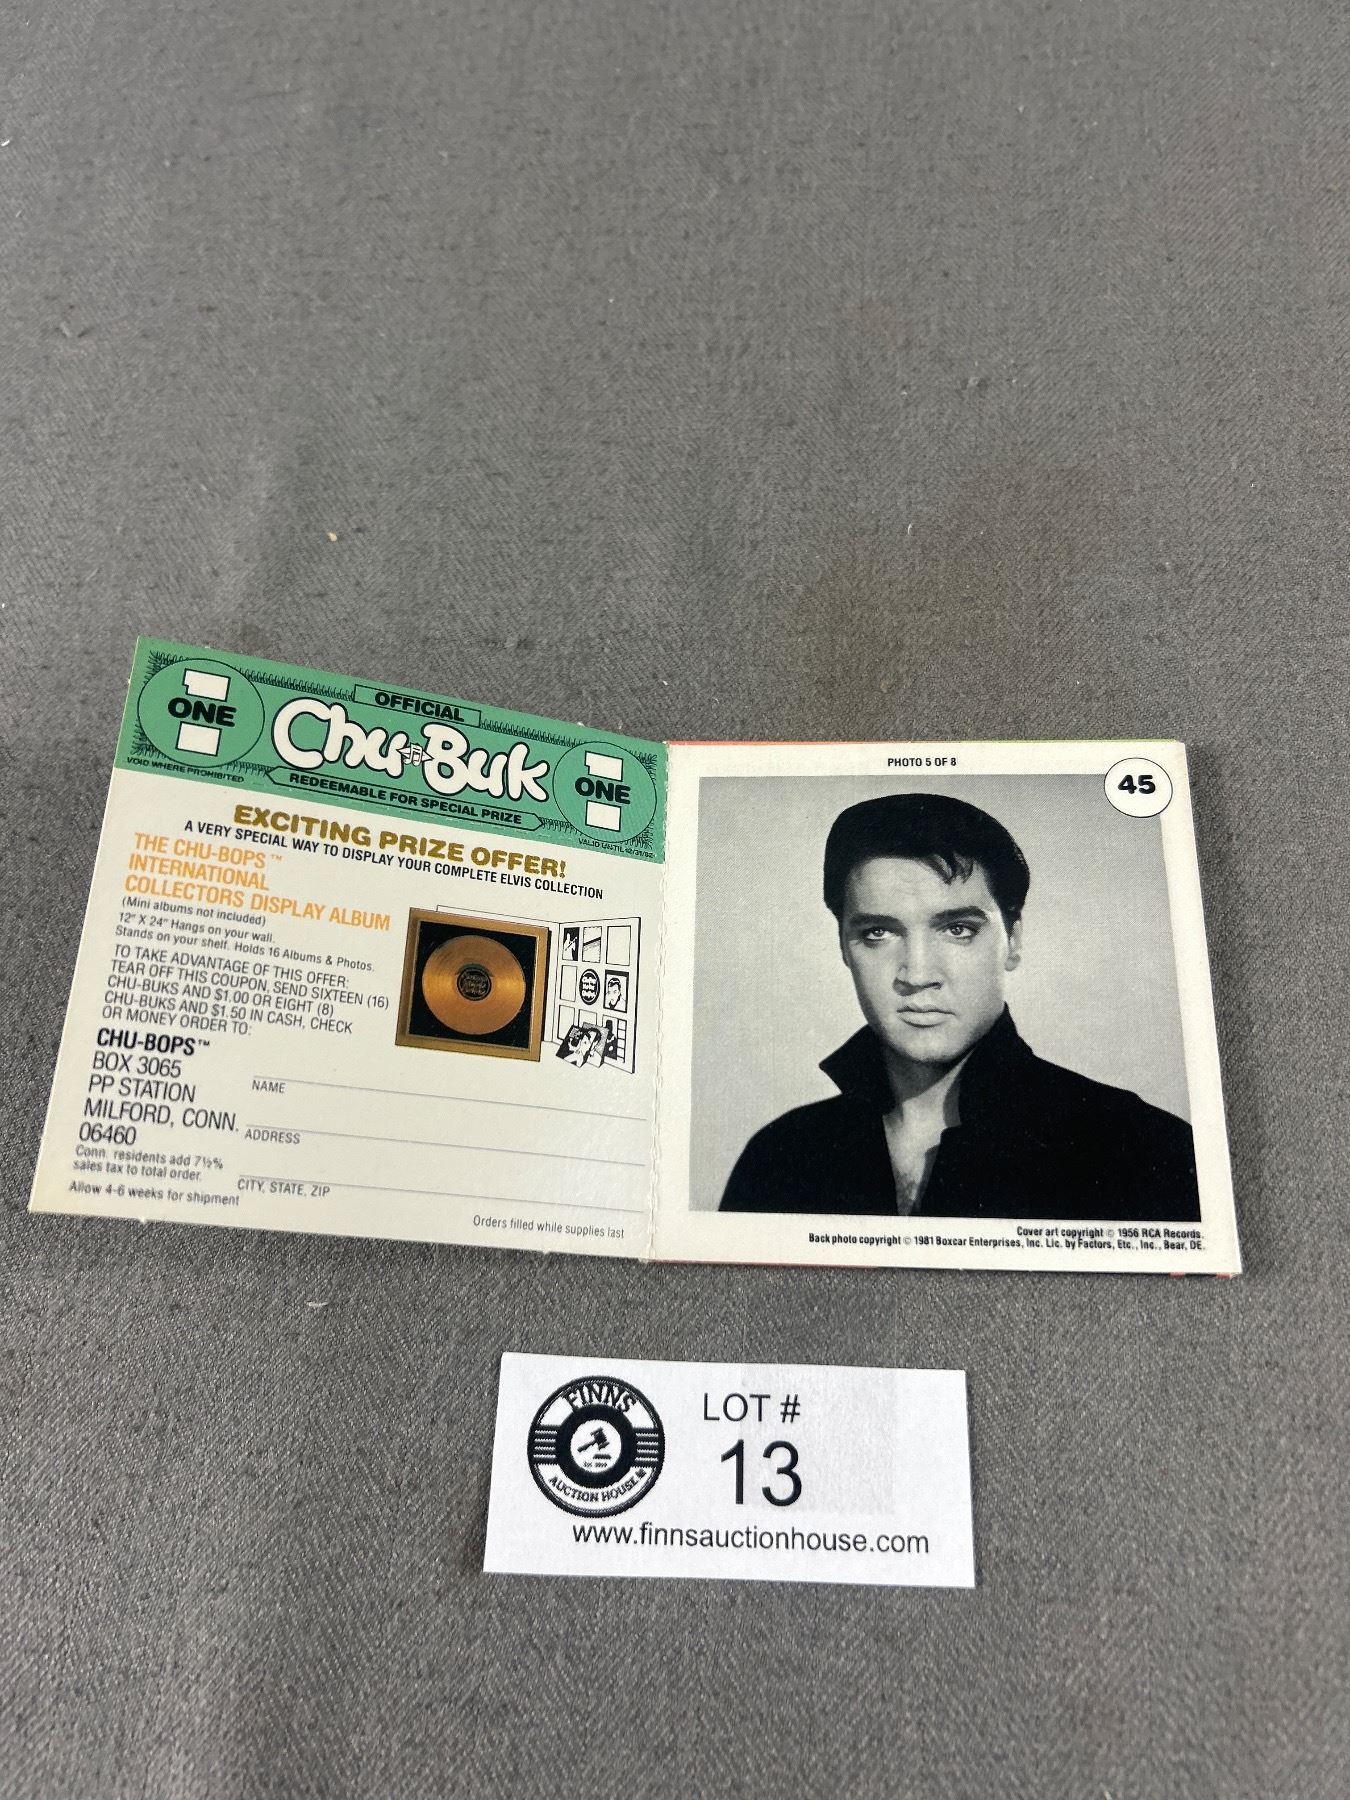 ONE
OFFICIAL
Chu Buk
REDEEMABLE FOR SPECIAL PRIZE
ONE
VOID WHERE PROHIBITED
VALID UNTIL 12/31/82
EXCITING PRIZE OFFER!
A VERY SPECIAL WAY TO DISPLAY YOUR COMPLETE ELVIS COLLECTION
THE CHU-BOPS™
INTERNATIONAL
COLLECTORS DISPLAY ALBUM
(Mini albums not included)
12" X 24" Hangs on your wall.
Stands on your shelf. Holds 16 Albums & Photos.
TO TAKE ADVANTAGE OF THIS OFFER:
TEAR OFF THIS COUPON, SEND SIXTEEN (16)
CHU-BUKS AND $1.00 OR EIGHT (8)
CHU-BUKS AND $1.50 IN CASH, CHECK
OR MONEY ORDER TO:
CHU-BOPS™
BOX 3065
PP STATION
MILFORD, CONN.
06460
Conn. residents add 7½%
sales tax to total order.
Allow 4-6 weeks for shipment
NAME
ADDRESS
CITY, STATE, ZIP
Orders filled while supplies last
PHOTO 5 OF 8
45
Cover art copyright © 1956 RCA Records.
Back photo copyright © 1981 Boxcar Enterprises, Inc. Lic. by Factors, Etc., Inc., Bear, DE.
FINNS
AUCTION HOUSE
LOT #
13
www.finnsauctionhouse.com